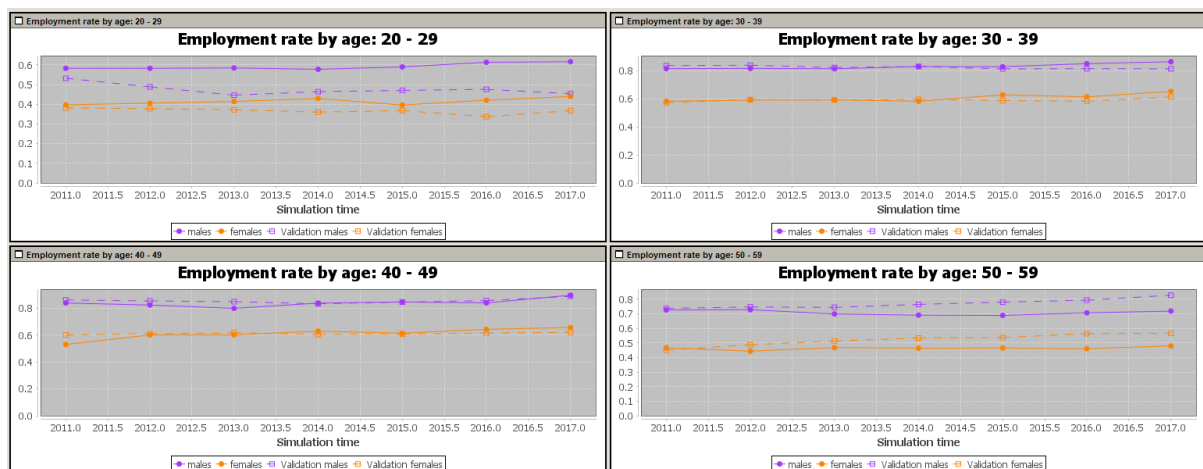 Employment rate by age: 20 - 29
Employment rate by age: 20 - 29
0.6
0.5
0.4
0.3
0.2
0.1
0.0
2011.0 2011.5 2012.0 2012.5 2013.0 2013.5 2014.0 2014.5 2015.0 2015.5 2016.0 2016.5 2017.0
Simulation time
males females Validation males Validation females
Employment rate by age: 30 - 39
Employment rate by age: 30 - 39
0.8
0.6
0.4
0.2
0.0
2011.0 2011.5 2012.0 2012.5 2013.0 2013.5 2014.0 2014.5 2015.0 2015.5 2016.0 2016.5 2017.0
Simulation time
males females Validation males Validation females
Employment rate by age: 40 - 49
Employment rate by age: 40 - 49
0.8
0.6
0.4
0.2
0.0
2011.0 2011.5 2012.0 2012.5 2013.0 2013.5 2014.0 2014.5 2015.0 2015.5 2016.0 2016.5 2017.0
Simulation time
males females Validation males Validation females
Employment rate by age: 50 - 59
Employment rate by age: 50 - 59
0.8
0.7
0.6
0.5
0.4
0.3
0.2
0.1
0.0
2011.0 2011.5 2012.0 2012.5 2013.0 2013.5 2014.0 2014.5 2015.0 2015.5 2016.0 2016.5 2017.0
Simulation time
males females Validation males Validation females